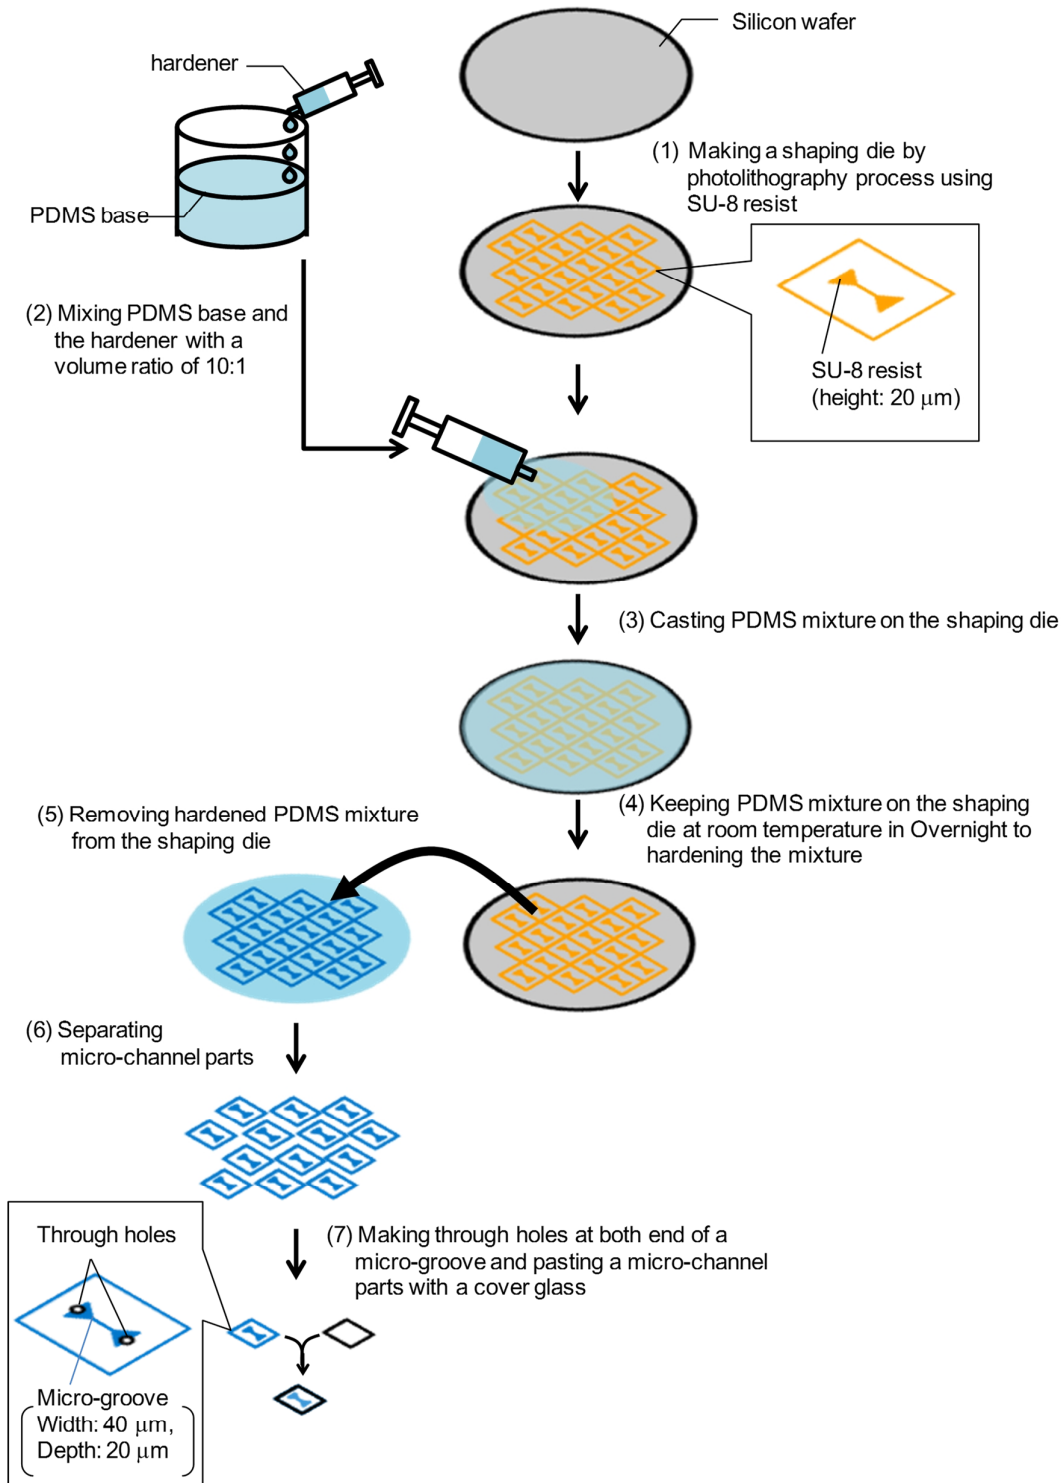 Silicon wafer
hardener
PDMS base
(1) Making a shaping die by
photolithography process using
SU-8 resist
SU-8 resist
(height: 20 μm)
(2) Mixing PDMS base and
the hardener with a
volume ratio of 10:1
(3) Casting PDMS mixture on the shaping die
(4) Keeping PDMS mixture on the shaping
die at room temperature in Overnight to
hardening the mixture
(5) Removing hardened PDMS mixture
from the shaping die
(6) Separating
micro-channel parts
(7) Making through holes at both end of a
micro-groove and pasting a micro-channel
parts with a cover glass
Through holes
Micro-groove
Width: 40 μm,
Depth: 20 μm